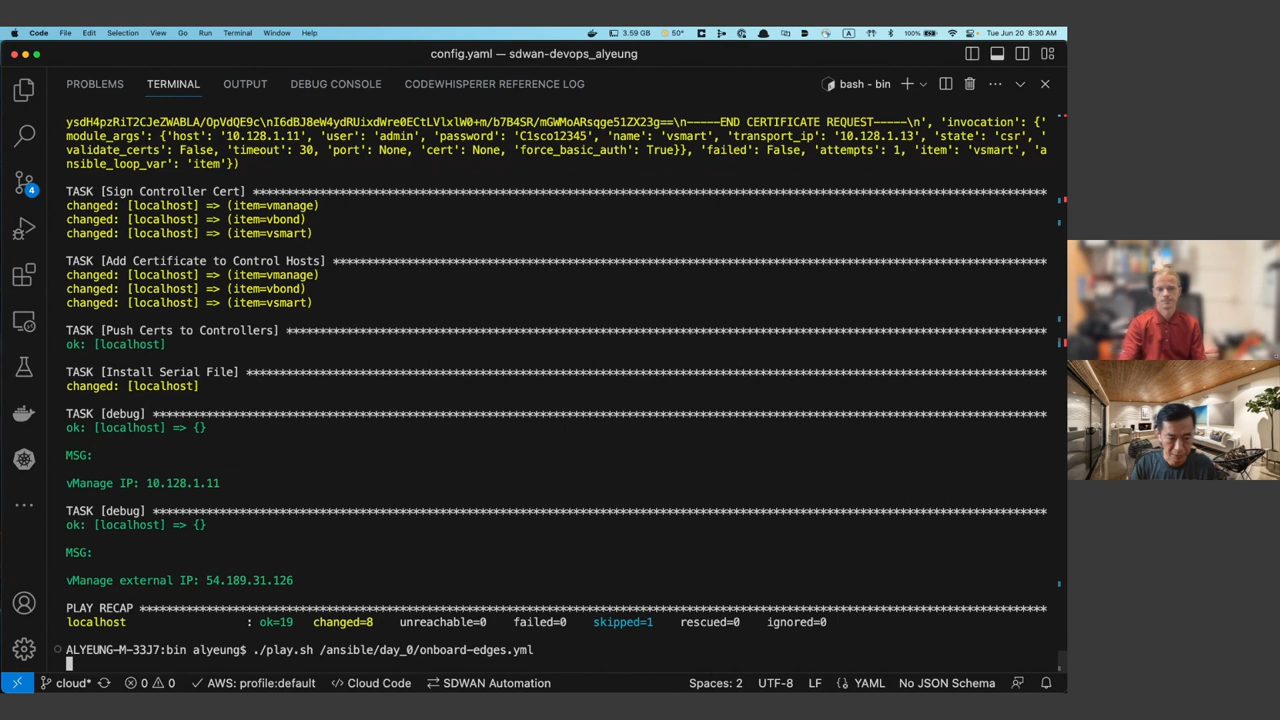 Code File Edit Selection View Go Run Terminal Window Help 3.59 GB 50° A 100% Tue Jun 20 8:30 AM
config.yaml — sdwan-devops_alyeung
PROBLEMS TERMINAL OUTPUT DEBUG CONSOLE CODEWHISPERER REFERENCE LOG bash - bin
ysdH4pzRiT2CJeZWABLA/OpVdQE9c\nI6dBJ8eW4ydRUixdWre0ECtLVlxlW0+m/b7B4SR/mGWMoARsqge51ZX23g==\n-----END CERTIFICATE REQUEST-----\n', 'invocation': {'
module_args': {'host': '10.128.1.11', 'user': 'admin', 'password': 'C1sco12345', 'name': 'vsmart', 'transport_ip': '10.128.1.13', 'state': 'csr', '
validate_certs': False, 'timeout': 30, 'port': None, 'cert': None, 'force_basic_auth': True}}, 'failed': False, 'attempts': 1, 'item': 'vsmart', 'a
nsible_loop_var': 'item'})
TASK [Sign Controller Cert] ***************************************************************************************************************
changed: [localhost] => (item=vmanage)
changed: [localhost] => (item=vbond)
changed: [localhost] => (item=vsmart)
TASK [Add Certificate to Control Hosts] ***************************************************************************************************
changed: [localhost] => (item=vmanage)
changed: [localhost] => (item=vbond)
changed: [localhost] => (item=vsmart)
TASK [Push Certs to Controllers] **********************************************************************************************************
ok: [localhost]
TASK [Install Serial File] ****************************************************************************************************************
changed: [localhost]
TASK [debug] ******************************************************************************************************************************
ok: [localhost] => {}
MSG:
vManage IP: 10.128.1.11
TASK [debug] ******************************************************************************************************************************
ok: [localhost] => {}
MSG:
vManage external IP: 54.189.31.126
PLAY RECAP ********************************************************************************************************************************
localhost : ok=19 changed=8 unreachable=0 failed=0 skipped=1 rescued=0 ignored=0
ALYEUNG-M-33J7:bin alyeung$ ./play.sh /ansible/day_0/onboard-edges.yml
4
cloud* 0 0 AWS: profile:default Cloud Code SDWAN Automation Spaces: 2 UTF-8 LF YAML No JSON Schema